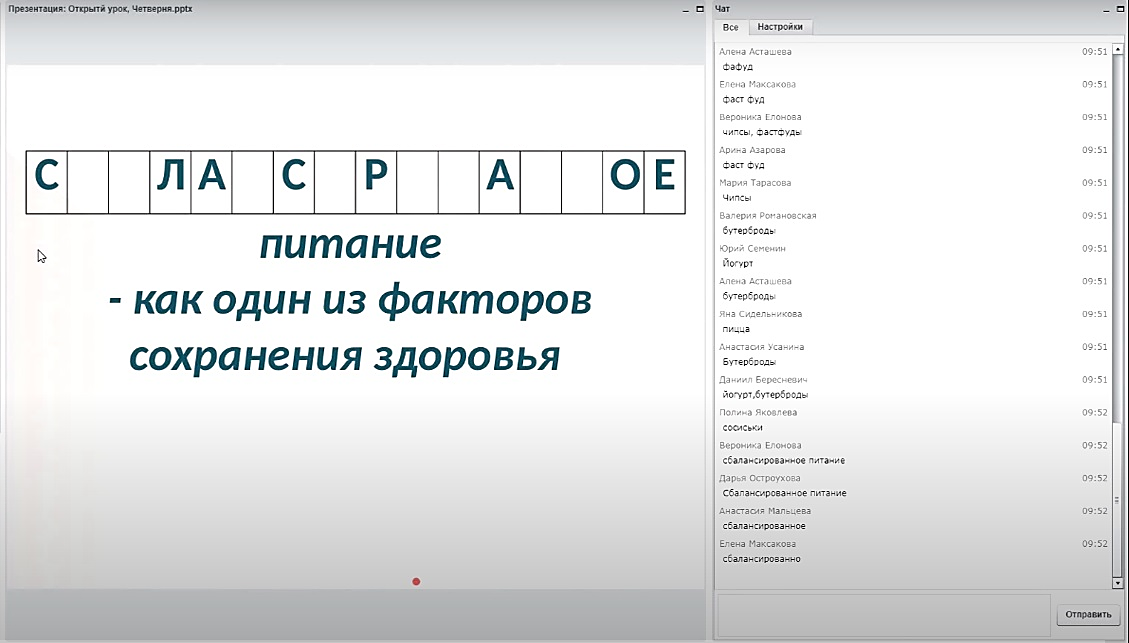 Презентация: Открытй урок, Четверня.pptx
С ЛА С Р А ОЕ
питание
- как один из факторов
сохранения здоровья
Чат
Все Настройки
Алена Асташева 09:51
фафуд
Елена Максакова 09:51
фаст фуд
Вероника Елонова 09:51
чипсы, фастфуды
Арина Азарова 09:51
фаст фуд
Мария Тарасова 09:51
Чипсы
Валерия Романовская 09:51
бутерброды
Юрий Семенин 09:51
Йогурт
Алена Асташева 09:51
бутерброды
Яна Сидельникова 09:51
пицца
Анастасия Усанина 09:51
Бутерброды
Даниил Бересневич 09:51
йогурт,бутерброды
Полина Яковлева 09:52
сосиськи
Вероника Елонова 09:52
сбалансированное питание
Дарья Остроухова 09:52
Сбалансированное питание
Анастасия Мальцева 09:52
сбалансированное
Елена Максакова 09:52
сбалансированно
Отправить